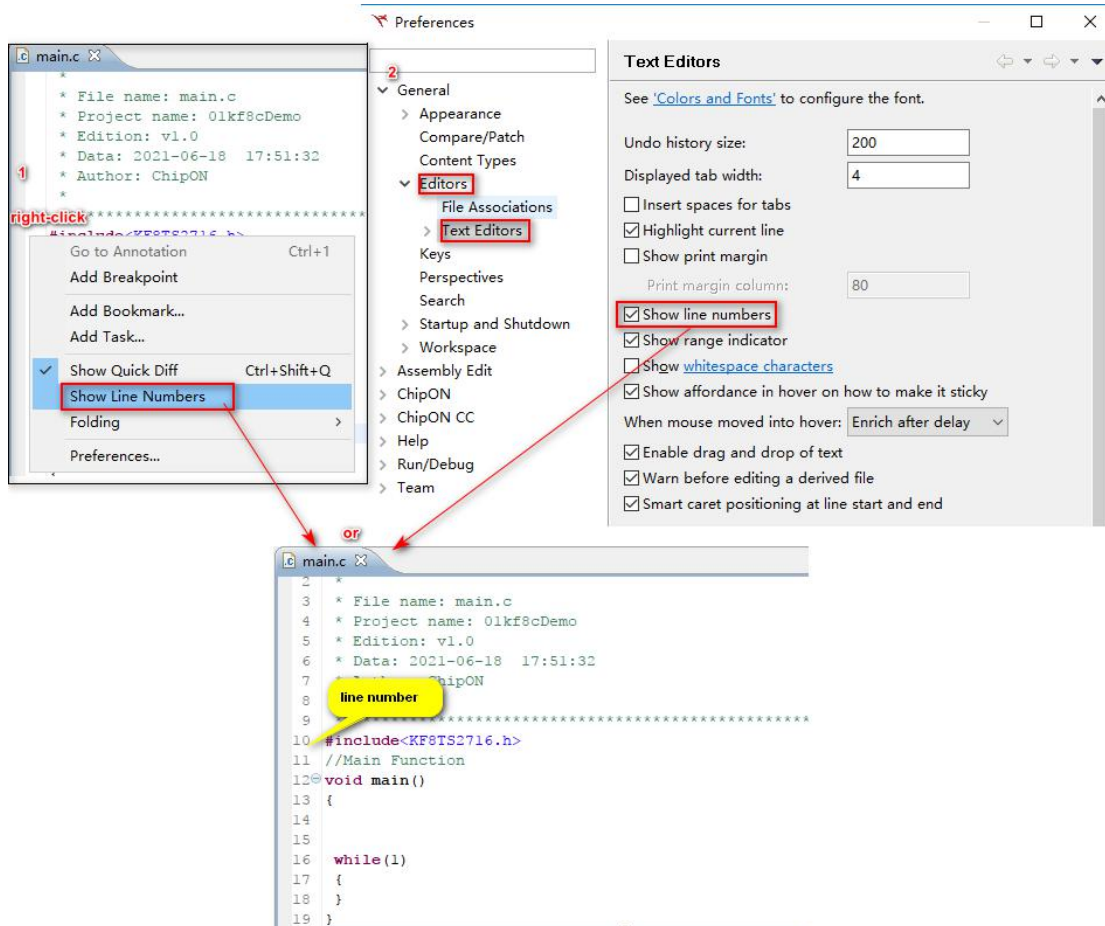 Preferences
main.c
*
* File name: main.c
* Project name: 01kf8cDemo
* Edition: v1.0
* Data: 2021-06-18 17:51:32
1
* Author: ChipON
*
right-click
***********************************
#include<KF8TS2716.h>
Go to Annotation Ctrl+1
Add Breakpoint
Add Bookmark...
Add Task...
Show Quick Diff Ctrl+Shift+Q
Show Line Numbers
Folding
Preferences...
2
General
Appearance
Compare/Patch
Content Types
Editors
File Associations
Text Editors
Keys
Perspectives
Search
Startup and Shutdown
Workspace
Assembly Edit
ChipON
ChipON CC
Help
Run/Debug
Team
Text Editors
See 'Colors and Fonts' to configure the font.
Undo history size: 200
Displayed tab width: 4
Insert spaces for tabs
Highlight current line
Show print margin
Print margin column: 80
Show line numbers
Show range indicator
Show whitespace characters
Show affordance in hover on how to make it sticky
When mouse moved into hover: Enrich after delay
Enable drag and drop of text
Warn before editing a derived file
Smart caret positioning at line start and end
or
main.c
2 *
3 * File name: main.c
4 * Project name: 01kf8cDemo
5 * Edition: v1.0
6 * Data: 2021-06-18 17:51:32
7 ChipON
8
line number
9 ****************************************************
10 #include<KF8TS2716.h>
11 //Main Function
12 void main()
13 {
14
15
16 while(1)
17 {
18 }
19 }